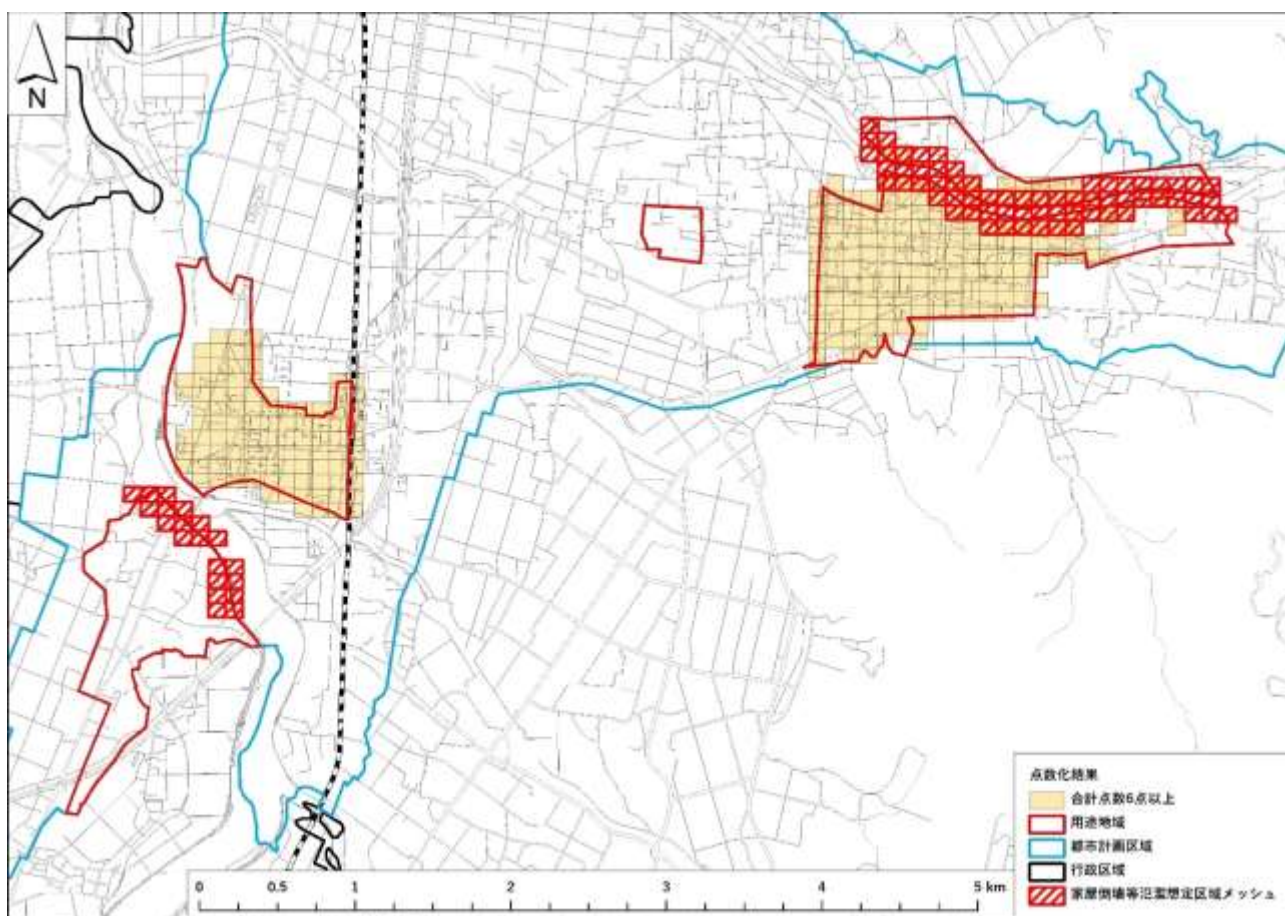 N
点数化結果
合計点数6点以上
用途地域
都市計画区域
行政区域
家屋倒壊等氾濫想定区域メッシュ
0 0.5 1 2 3 4 5 km